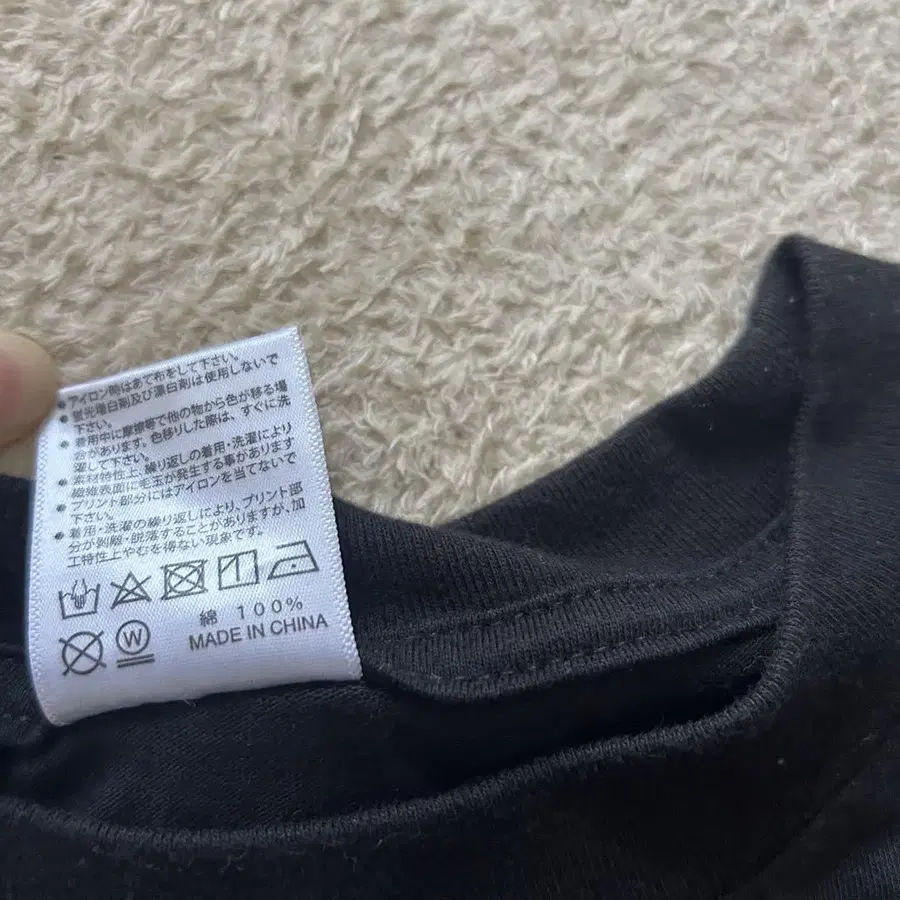 ●アイロン時はあて布をして下さい。
●蛍光増白剤及び漂白剤は使用しないで
下さい。
●着用中に摩擦等で他の物から色が移る場
合があります。色移りした際は、すぐに洗
濯して下さい。
●素材特性上、繰り返しの着用・洗濯により
繊維表面に毛玉が発生する事があります
●プリント部分にはアイロンを当てないで
下さい。
●着用・洗濯の繰り返しにより、プリント部
分が剥離・脱落することがありますが、加
工特性上やむを得ない現象です。
W
綿 100%
MADE IN CHINA